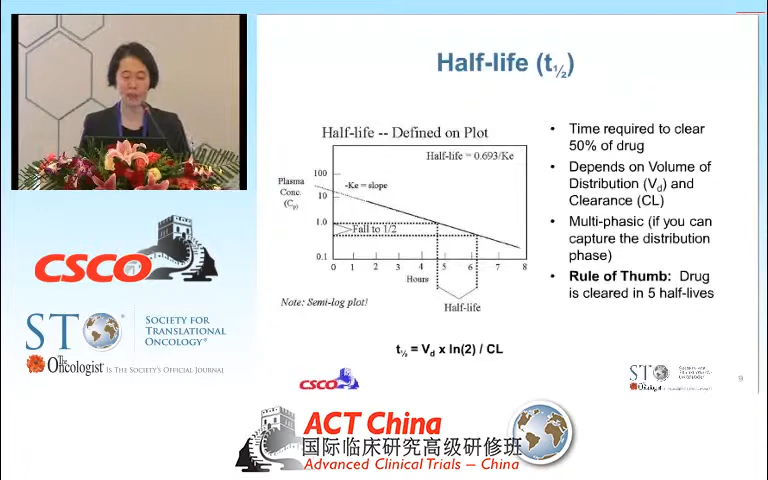 Half-life (t½)
Half-life -- Defined on Plot
Half-life = 0.693/Ke
Plasma
Conc.
(Cp)
100
10
1.0
0.1
-Ke = slope
Fall to 1/2
0 1 2 3 4 5 6 7 8
Hours
Half-life
Note: Semi-log plot!
• Time required to clear
50% of drug
• Depends on Volume of
Distribution (Vd) and
Clearance (CL)
• Multi-phasic (if you can
capture the distribution
phase)
• Rule of Thumb: Drug
is cleared in 5 half-lives
t½ = Vd x ln(2) / CL
CSCO
STO
SOCIETY FOR
TRANSLATIONAL
ONCOLOGY®
The Oncologist® IS THE SOCIETY'S OFFICIAL JOURNAL
CSCO
STO
9
ACT China
国际临床研究高级研修班
Advanced Clinical Trials – China